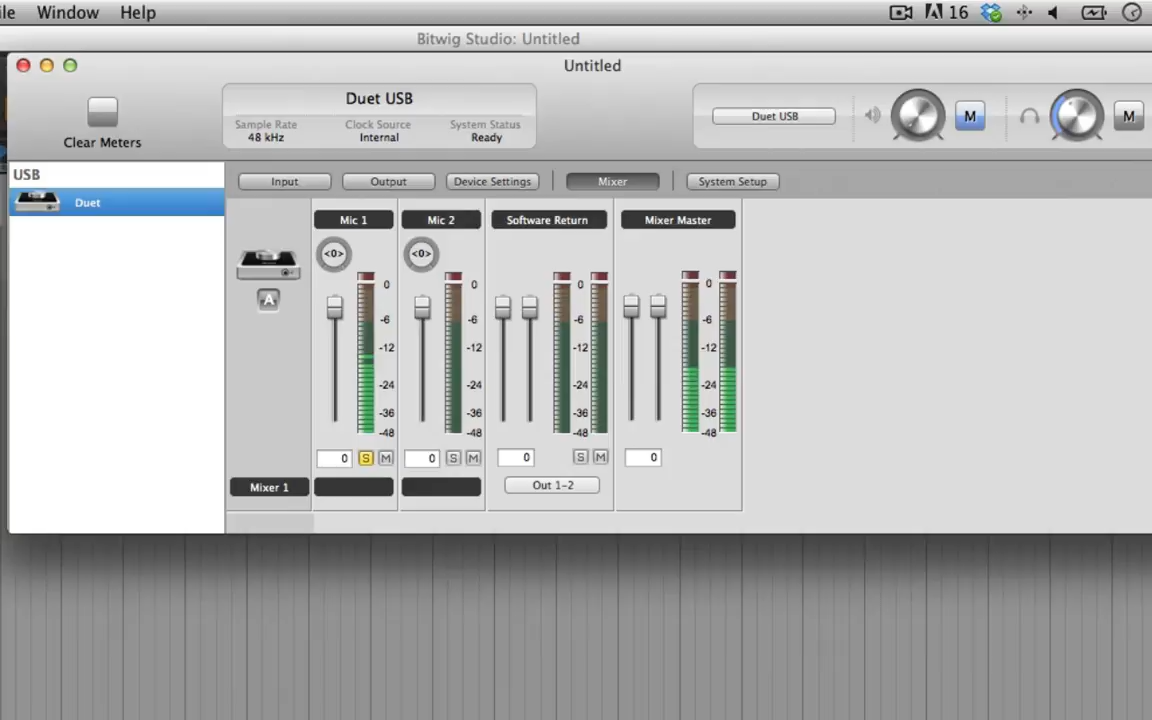 ile Window Help 16
Bitwig Studio: Untitled
Untitled
Clear Meters
Duet USB
Sample Rate Clock Source System Status
48 kHz Internal Ready
Duet USB M M
USB
Duet
Input Output Device Settings Mixer System Setup
Mic 1 Mic 2 Software Return Mixer Master
<0> <0>
A
0 0 0 0
-6 -6 -6 -6
-12 -12 -12 -12
-24 -24 -24 -24
-36 -36 -36 -36
-48 -48 -48 -48
0 S M 0 S M 0 S M 0
Mixer 1 Out 1-2